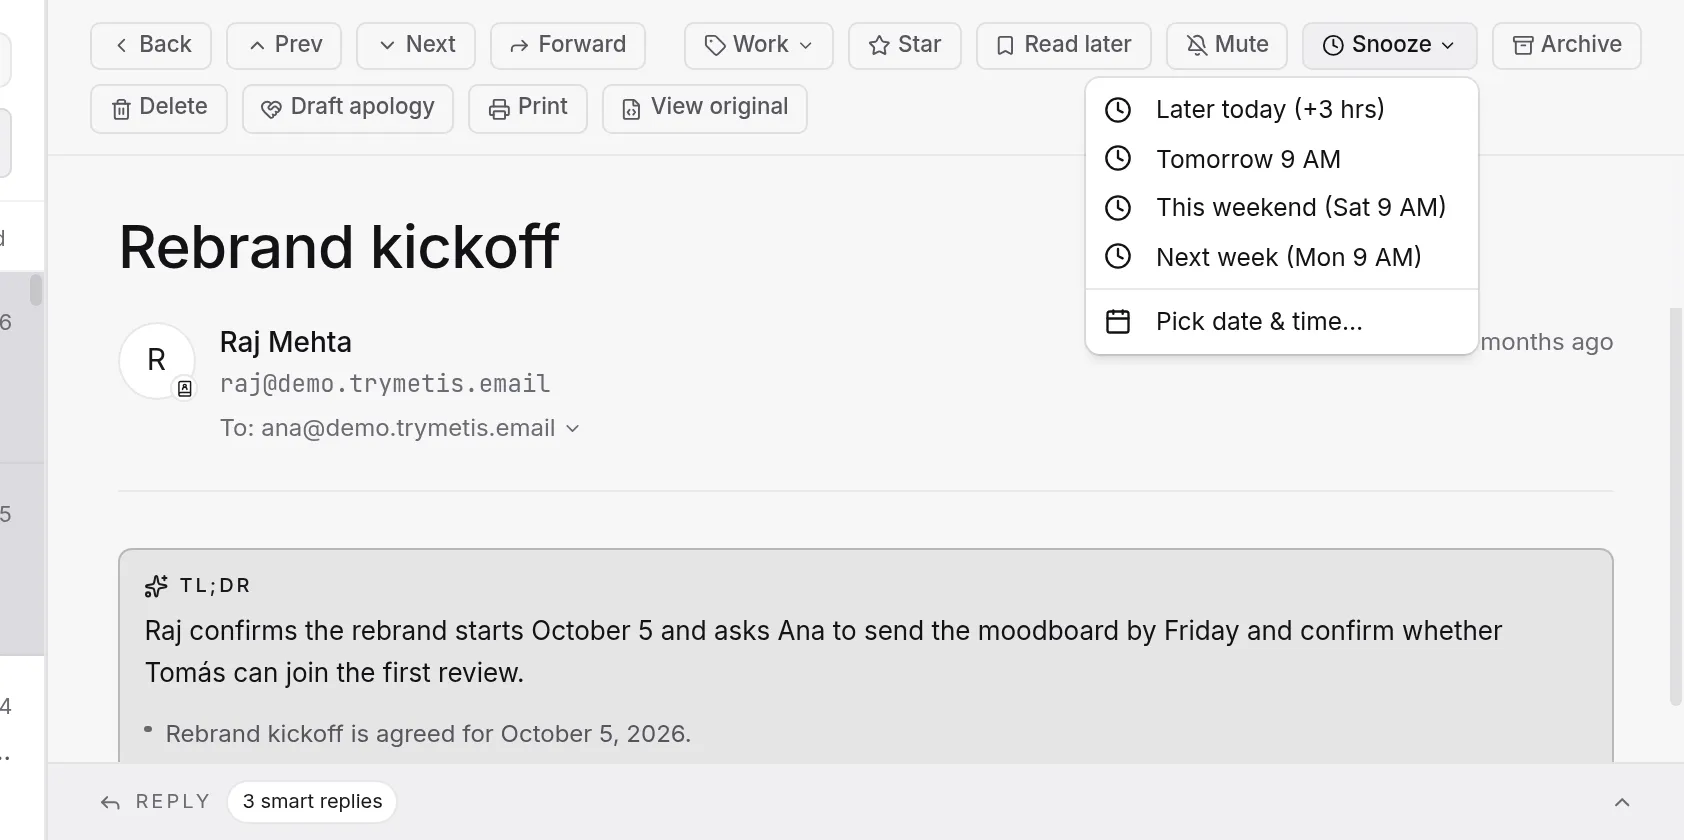 Back Prev Next Forward Work Star Read later Mute Snooze Archive
Delete Draft apology Print View original
Later today (+3 hrs)
Tomorrow 9 AM
This weekend (Sat 9 AM)
Next week (Mon 9 AM)
Pick date & time...
Rebrand kickoff
R
Raj Mehta
months ago
raj@demo.trymetis.email
To: ana@demo.trymetis.email
TL;DR
Raj confirms the rebrand starts October 5 and asks Ana to send the moodboard by Friday and confirm whether
Tomás can join the first review.
• Rebrand kickoff is agreed for October 5, 2026.
REPLY 3 smart replies
d
6
5
4
..